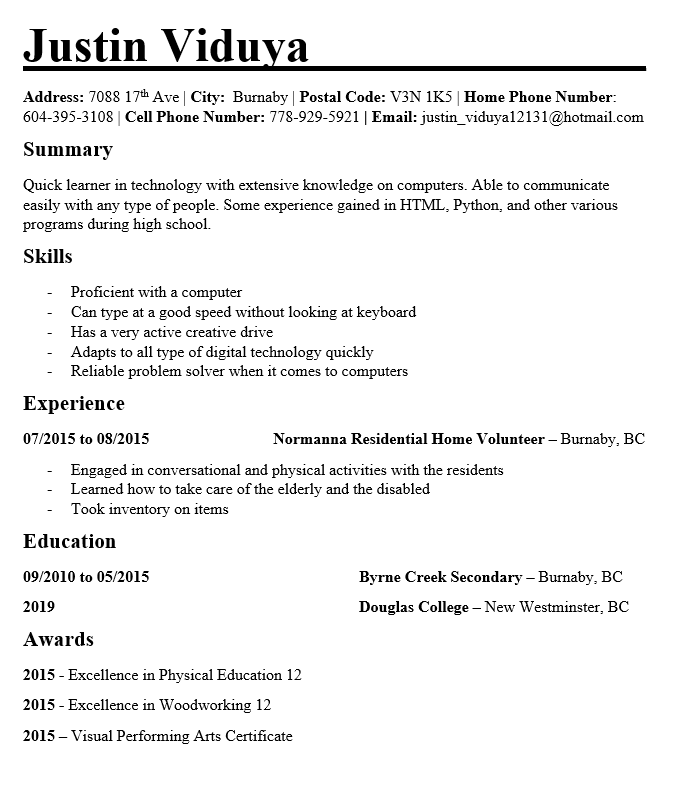 Justin Viduya
Address: 7088 17th Ave | City:  Burnaby | Postal Code: V3N 1K5 | Home Phone Number:
604-395-3108 | Cell Phone Number: 778-929-5921 | Email: justin_viduya12131@hotmail.com
Summary
Quick learner in technology with extensive knowledge on computers. Able to communicate
easily with any type of people. Some experience gained in HTML, Python, and other various
programs during high school.
Skills
- Proficient with a computer
- Can type at a good speed without looking at keyboard
- Has a very active creative drive
- Adapts to all type of digital technology quickly
- Reliable problem solver when it comes to computers
Experience
07/2015 to 08/2015 Normanna Residential Home Volunteer – Burnaby, BC
- Engaged in conversational and physical activities with the residents
- Learned how to take care of the elderly and the disabled
- Took inventory on items
Education
09/2010 to 05/2015 Byrne Creek Secondary – Burnaby, BC
2019 Douglas College – New Westminster, BC
Awards
2015 - Excellence in Physical Education 12
2015 - Excellence in Woodworking 12
2015 – Visual Performing Arts Certificate